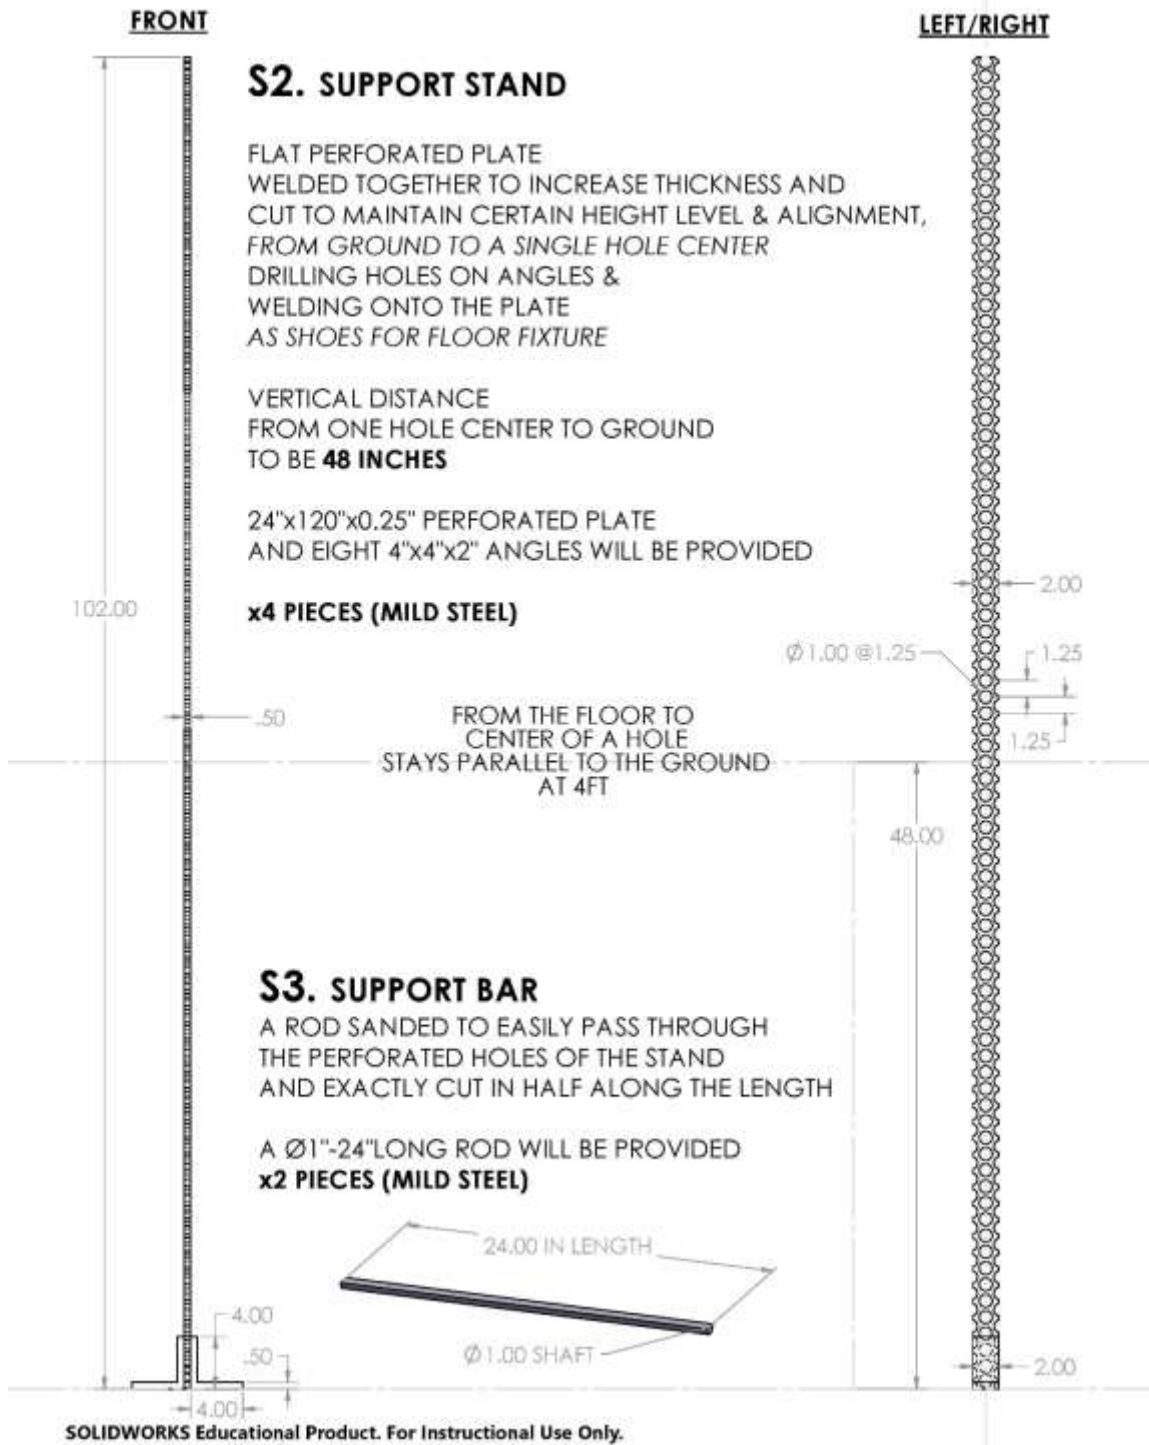 FRONT
LEFT/RIGHT
S2. SUPPORT STAND
FLAT PERFORATED PLATE
WELDED TOGETHER TO INCREASE THICKNESS AND
CUT TO MAINTAIN CERTAIN HEIGHT LEVEL & ALIGNMENT,
FROM GROUND TO A SINGLE HOLE CENTER
DRILLING HOLES ON ANGLES &
WELDING ONTO THE PLATE
AS SHOES FOR FLOOR FIXTURE
VERTICAL DISTANCE
FROM ONE HOLE CENTER TO GROUND
TO BE 48 INCHES
24"x120"x0.25" PERFORATED PLATE
AND EIGHT 4"x4"x2" ANGLES WILL BE PROVIDED
x4 PIECES (MILD STEEL)
102.00
2.00
Ø1.00 @1.25
1.25
1.25
.50
FROM THE FLOOR TO
CENTER OF A HOLE
STAYS PARALLEL TO THE GROUND
AT 4FT
48.00
S3. SUPPORT BAR
A ROD SANDED TO EASILY PASS THROUGH
THE PERFORATED HOLES OF THE STAND
AND EXACTLY CUT IN HALF ALONG THE LENGTH
A Ø1"-24"LONG ROD WILL BE PROVIDED
x2 PIECES (MILD STEEL)
24.00 IN LENGTH
Ø1.00 SHAFT
4.00
.50
4.00
2.00
SOLIDWORKS Educational Product. For Instructional Use Only.